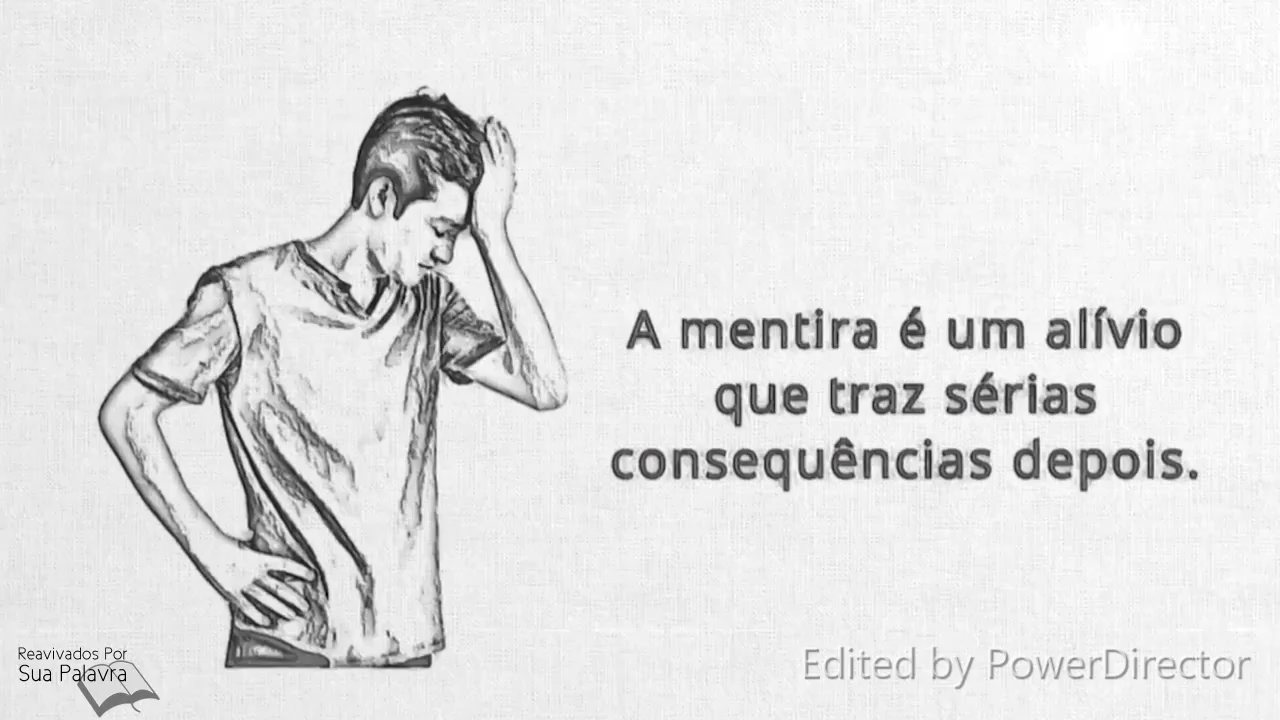 A mentira é um alívio
que traz sérias
consequências depois.
Reavivados Por
Sua Palavra
Edited by PowerDirector